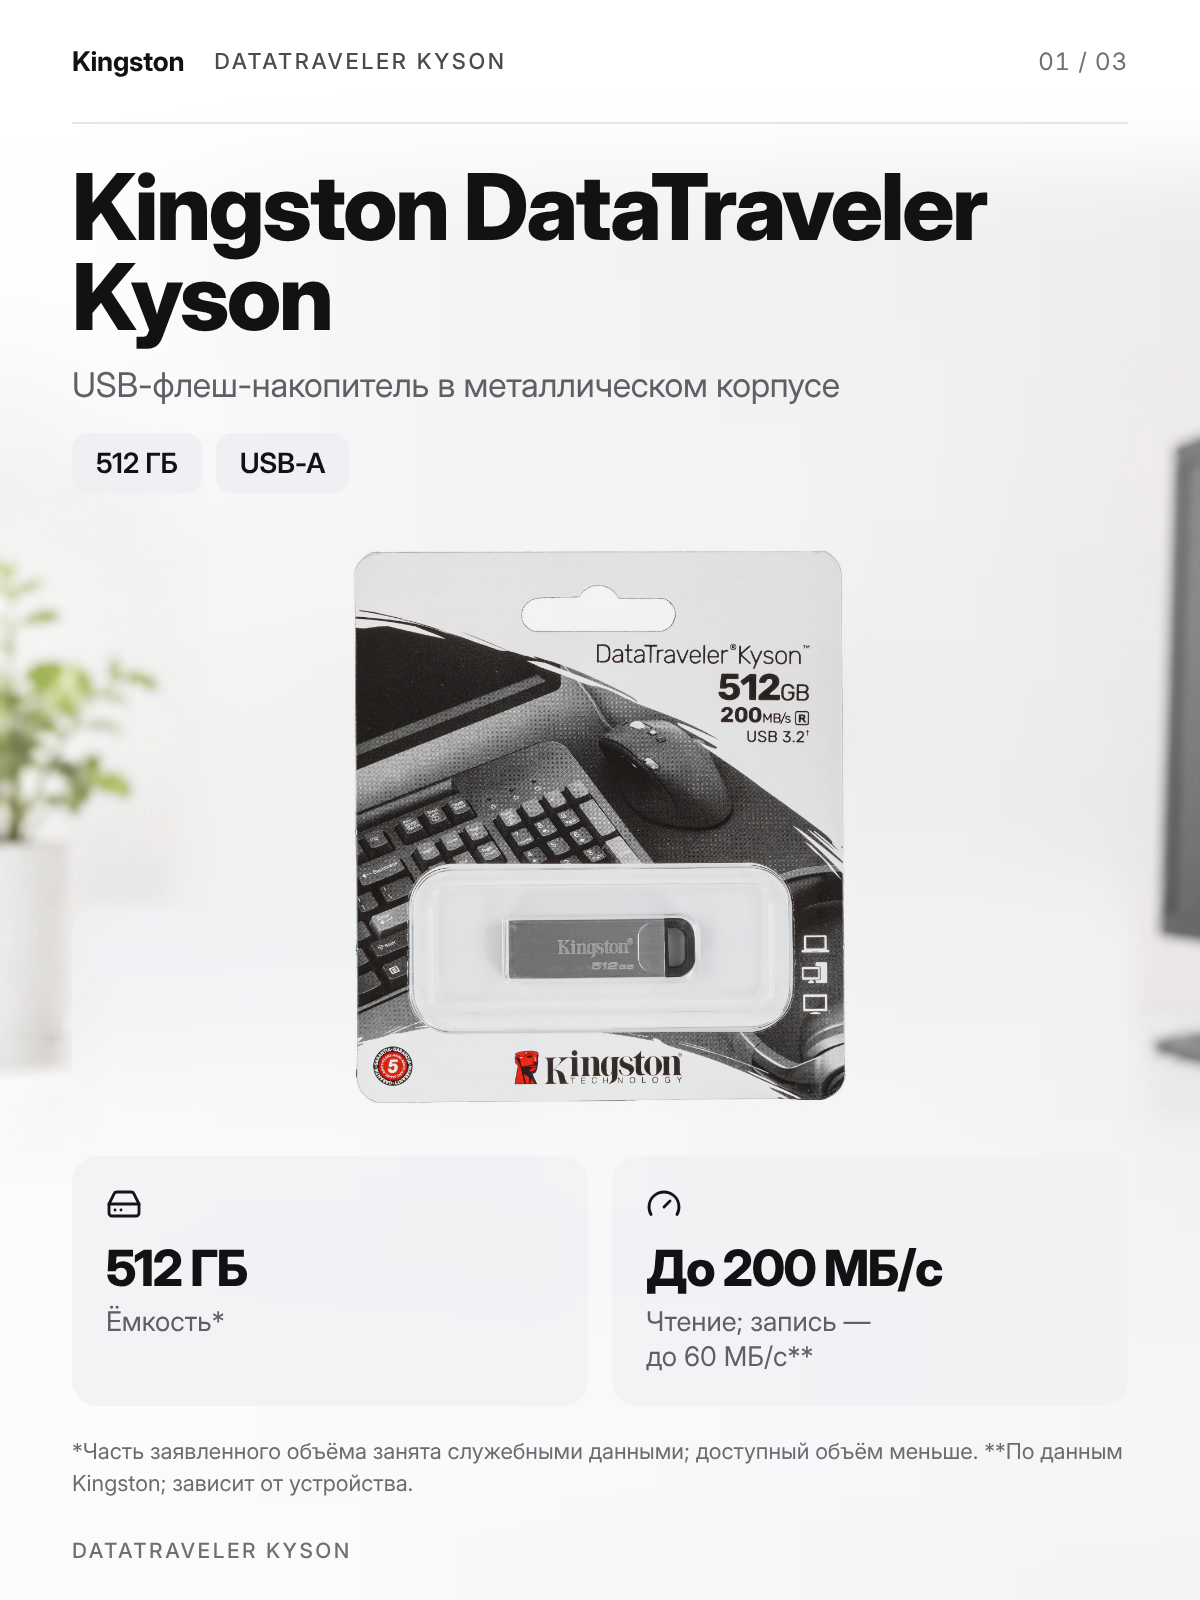 Kingston DATATRAVELER KYSON 01 / 03
Kingston DataTraveler
Kyson
USB-флеш-накопитель в металлическом корпусе
512 ГБ USB-A
DataTraveler®Kyson™
512GB
200MB/s R
USB 3.2†
Kingston®
512GB
5
Kingston
TECHNOLOGY
512 ГБ
Ёмкость*
До 200 МБ/с
Чтение; запись —
до 60 МБ/с**
*Часть заявленного объёма занята служебными данными; доступный объём меньше. **По данным
Kingston; зависит от устройства.
DATATRAVELER KYSON